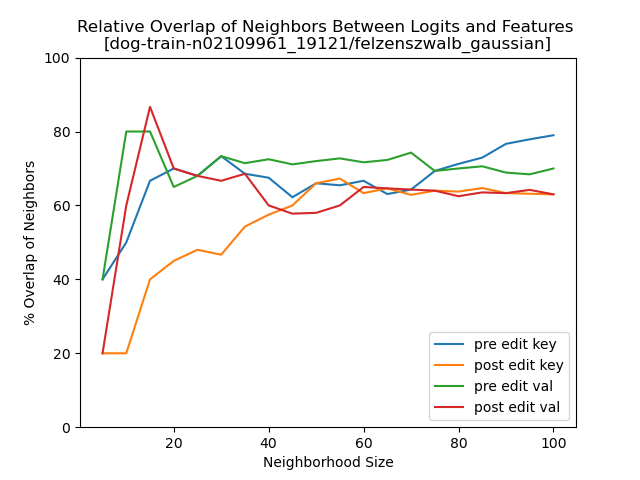 Relative Overlap of Neighbors Between Logits and Features
[dog-train-n02109961_19121/felzenszwalb_gaussian]
100
80
60
40
20
0
% Overlap of Neighbors
20 40 60 80 100
Neighborhood Size
pre edit key
post edit key
pre edit val
post edit val